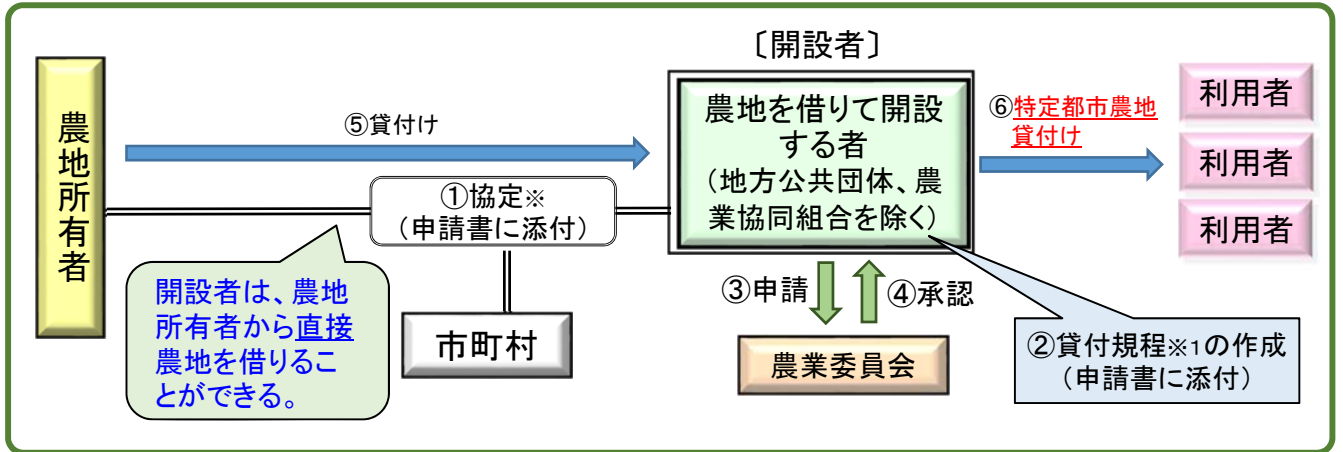 〔開設者〕
農地所有者
⑤貸付け
農地を借りて開設
する者
(地方公共団体、農
業協同組合を除く)
⑥特定都市農地
貸付け
利用者
利用者
利用者
①協定※
(申請書に添付)
開設者は、農地
所有者から直接
農地を借りるこ
とができる。
市町村
③申請
④承認
農業委員会
②貸付規程※1の作成
(申請書に添付)